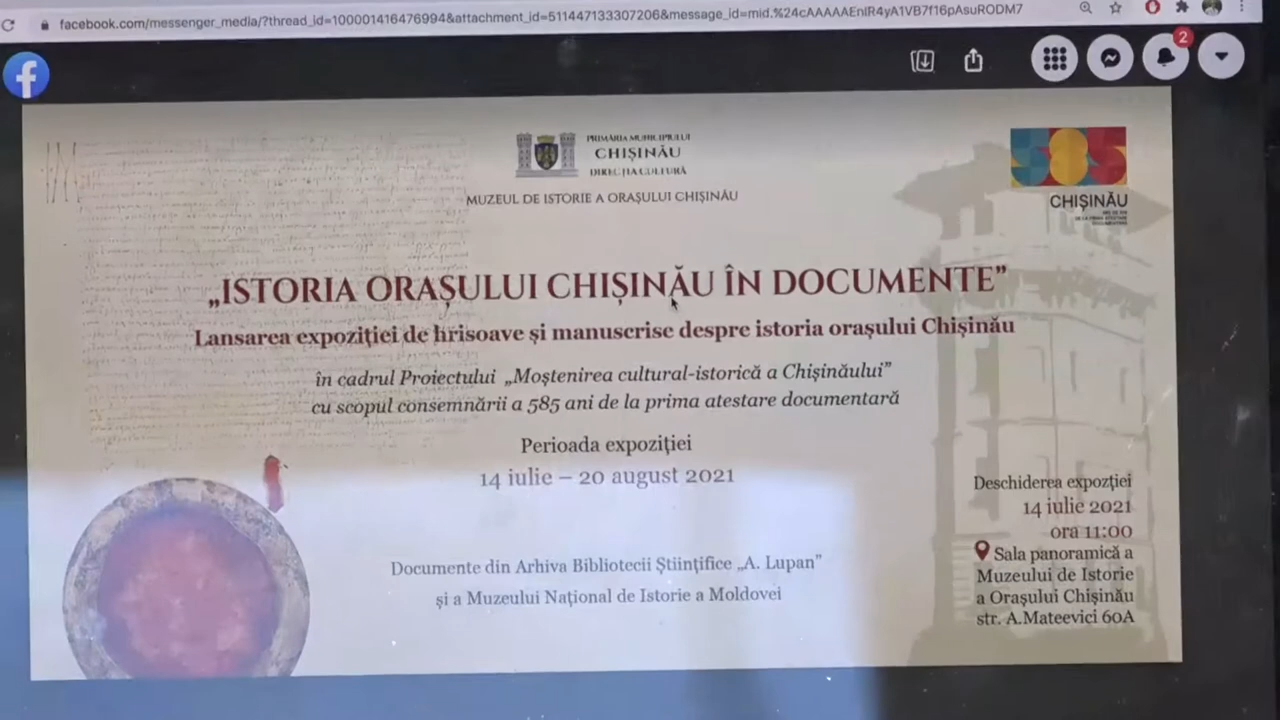 facebook.com/messenger_media/?thread_id=100001416476994&attachment_id=511447133307206&message_id=mid.%24cAAAAAEnIR4yA1VB7f16pAsuRODM7
2
PRIMĂRIA MUNICIPIULUI
CHIȘINĂU
DIRECȚIA CULTURĂ
MUZEUL DE ISTORIE A ORAȘULUI CHIȘINĂU
585
CHIȘINĂU
„ISTORIA ORAȘULUI CHIȘINĂU ÎN DOCUMENTE”
Lansarea expoziției de hrisoave și manuscrise despre istoria orașului Chișinău
în cadrul Proiectului „Moștenirea cultural-istorică a Chișinăului”
cu scopul consemnării a 585 ani de la prima atestare documentară
Perioada expoziției
14 iulie – 20 august 2021
Documente din Arhiva Bibliotecii Științifice „A. Lupan”
și a Muzeului Național de Istorie a Moldovei
Deschiderea expozției
14 iulie 2021
ora 11:00
Sala panoramică a
Muzeului de Istorie
a Orașului Chișinău
str. A.Mateevici 60A